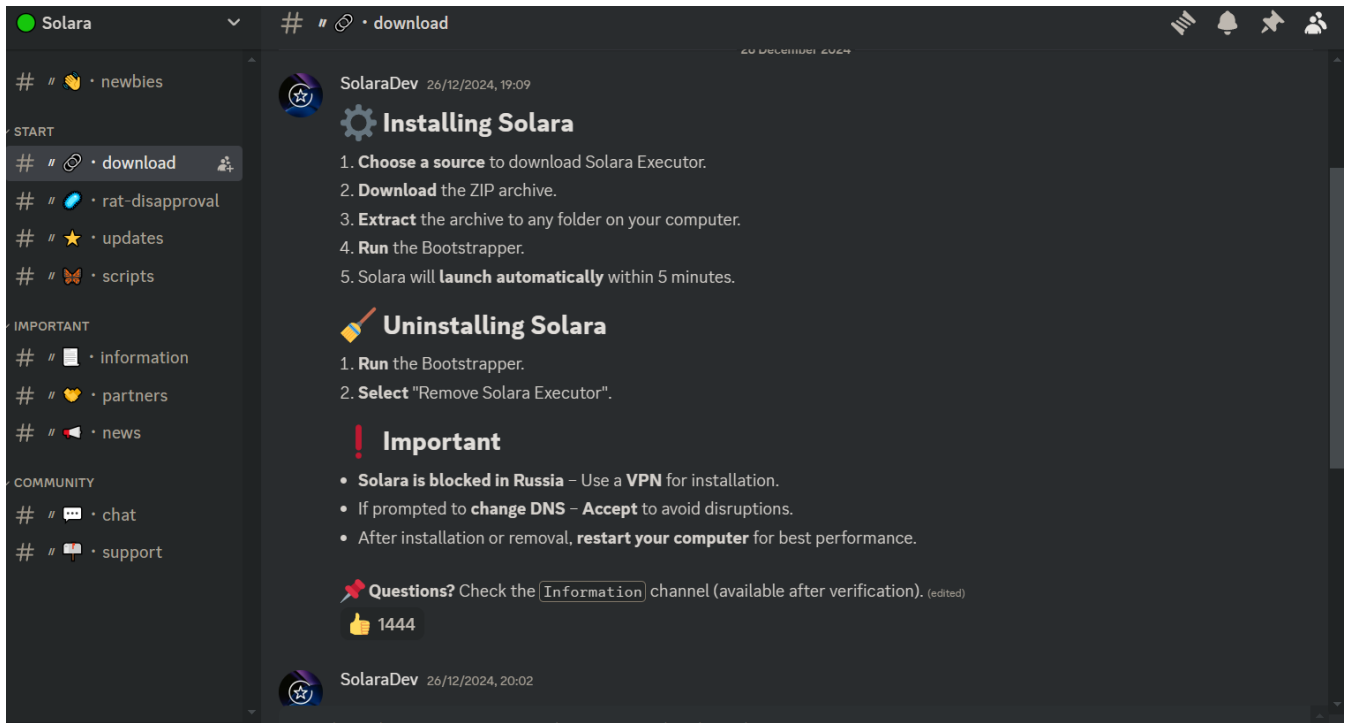 Solara
# 〃 🔗・download
# 〃 👋・newbies
START
# 〃 🔗・download
# 〃 💊・rat-disapproval
# 〃 ⭐・updates
# 〃 🦋・scripts
IMPORTANT
# 〃 📃・information
# 〃 🤝・partners
# 〃 📢・news
COMMUNITY
# 〃 💬・chat
# 〃 📬・support
26 December 2024
SolaraDev 26/12/2024, 19:09
⚙️ Installing Solara
1. Choose a source to download Solara Executor.
2. Download the ZIP archive.
3. Extract the archive to any folder on your computer.
4. Run the Bootstrapper.
5. Solara will launch automatically within 5 minutes.
🧹 Uninstalling Solara
1. Run the Bootstrapper.
2. Select "Remove Solara Executor".
❗ Important
• Solara is blocked in Russia – Use a VPN for installation.
• If prompted to change DNS – Accept to avoid disruptions.
• After installation or removal, restart your computer for best performance.
📌 Questions? Check the Information channel (available after verification). (edited)
👍 1444
SolaraDev 26/12/2024, 20:02